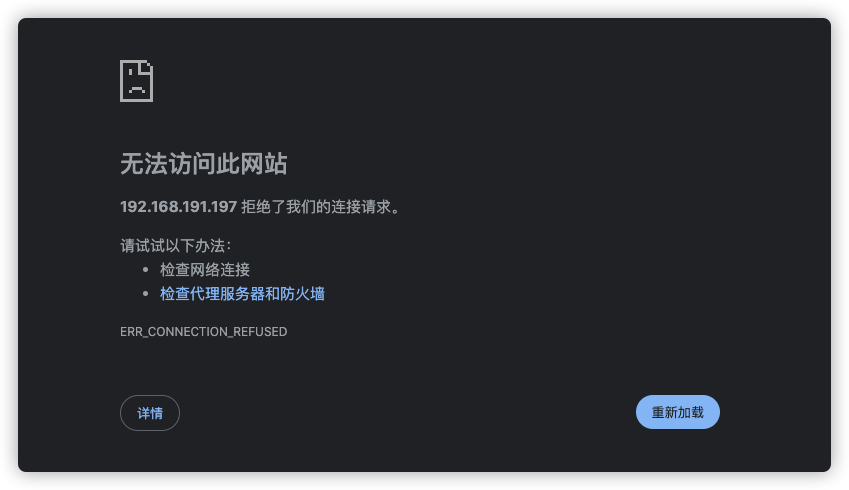 无法访问此网站
192.168.191.197 拒绝了我们的连接请求。
请试试以下办法：
• 检查网络连接
• 检查代理服务器和防火墙
ERR_CONNECTION_REFUSED
详情
重新加载